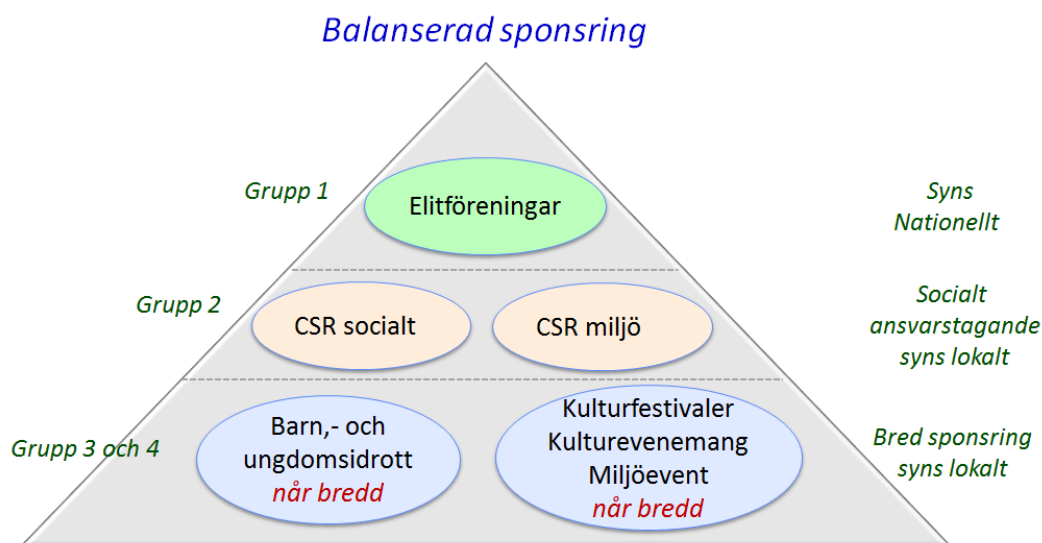 Balanserad sponsring
Grupp 1
Elitföreningar
Syns
Nationellt
Grupp 2
CSR socialt
CSR miljö
Socialt
ansvarstagande
syns lokalt
Grupp 3 och 4
Barn,- och
ungdomsidrott
når bredd
Kulturfestivaler
Kulturevenemang
Miljöevent
når bredd
Bred sponsring
syns lokalt